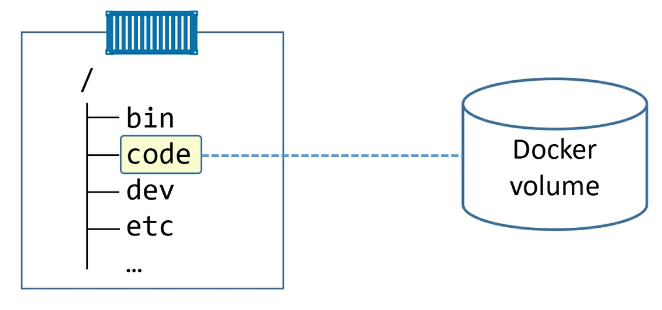 /
bin
code
dev
etc
...
Docker
volume